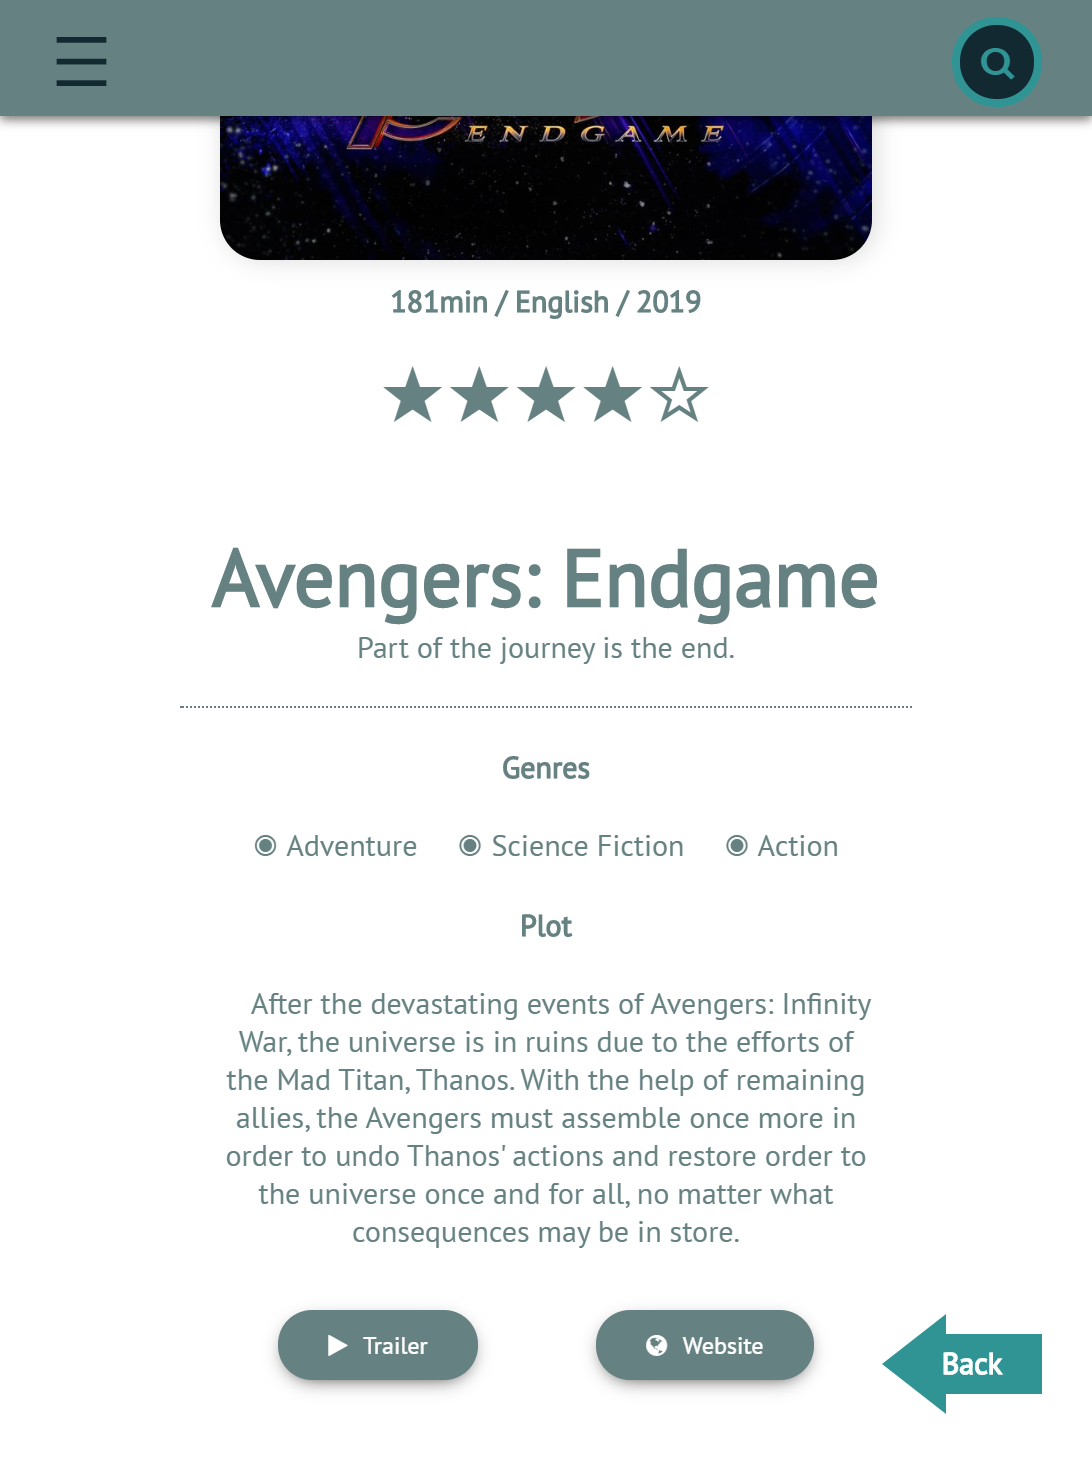 ENDGAME
181min / English / 2019
Avengers: Endgame
Part of the journey is the end.
Genres
Adventure Science Fiction Action
Plot
After the devastating events of Avengers: Infinity
War, the universe is in ruins due to the efforts of
the Mad Titan, Thanos. With the help of remaining
allies, the Avengers must assemble once more in
order to undo Thanos' actions and restore order to
the universe once and for all, no matter what
consequences may be in store.
Trailer
Website
Back